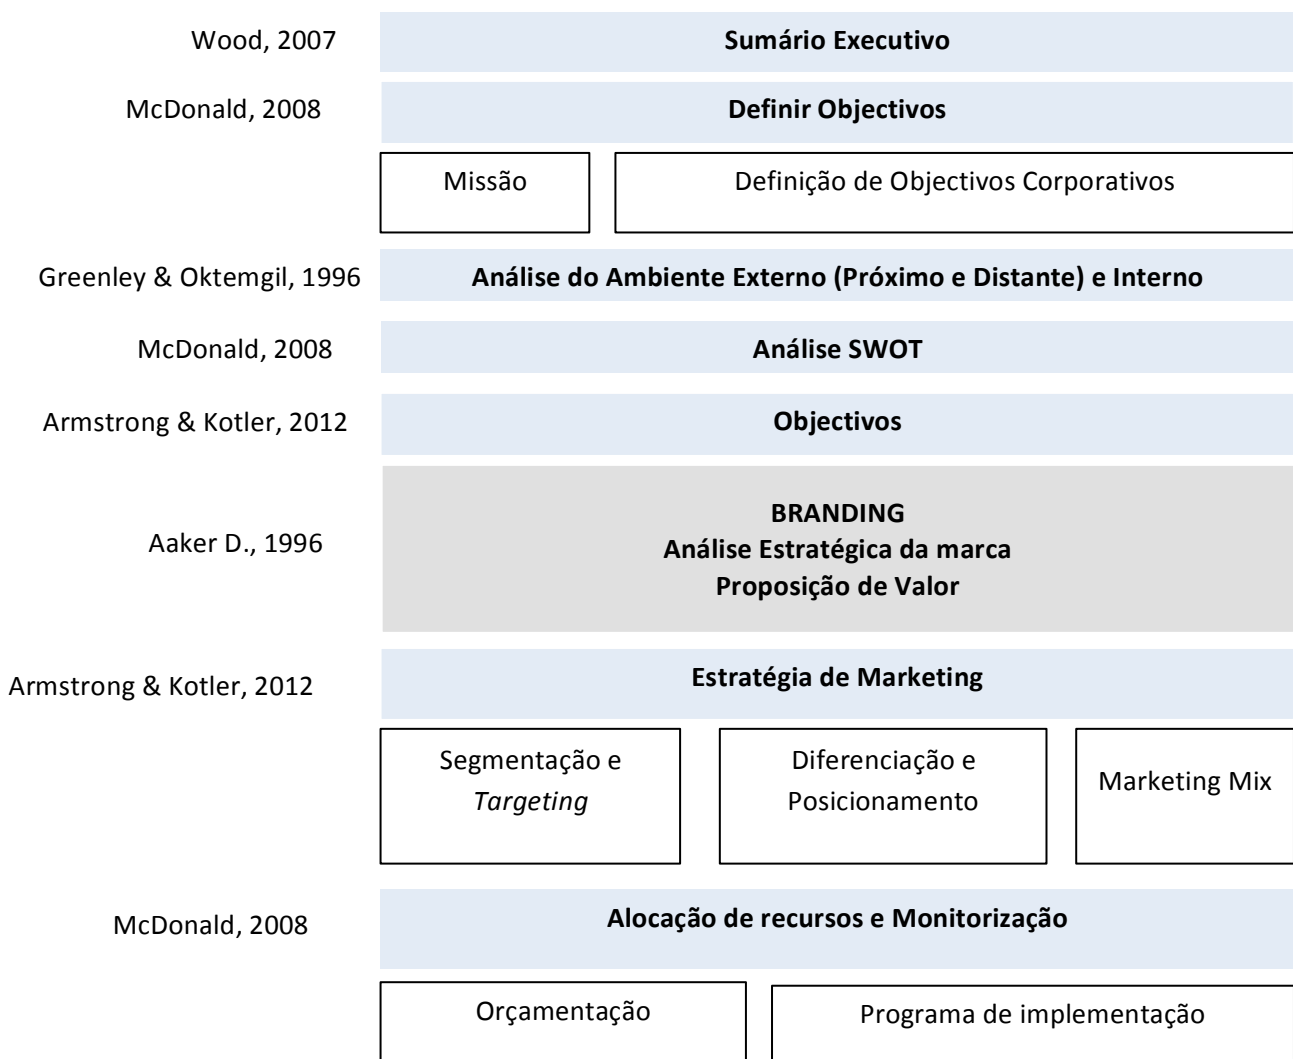 Wood, 2007
Sumário Executivo
McDonald, 2008
Definir Objectivos
Missão
Definição de Objectivos Corporativos
Greenley & Oktemgil, 1996
Análise do Ambiente Externo (Próximo e Distante) e Interno
McDonald, 2008
Análise SWOT
Armstrong & Kotler, 2012
Objectivos
Aaker D., 1996
BRANDING
Análise Estratégica da marca
Proposição de Valor
Armstrong & Kotler, 2012
Estratégia de Marketing
Segmentação e
Targeting
Diferenciação e
Posicionamento
Marketing Mix
McDonald, 2008
Alocação de recursos e Monitorização
Orçamentação
Programa de implementação